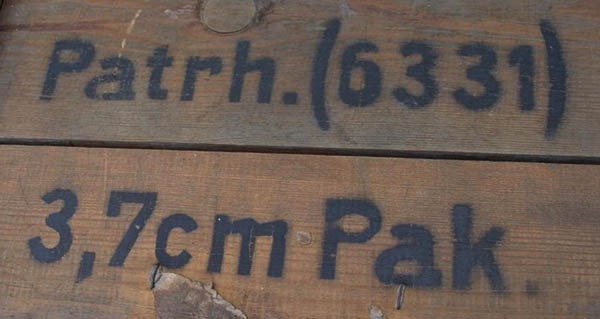 Patrh. (6331)
3,7cm Pak.